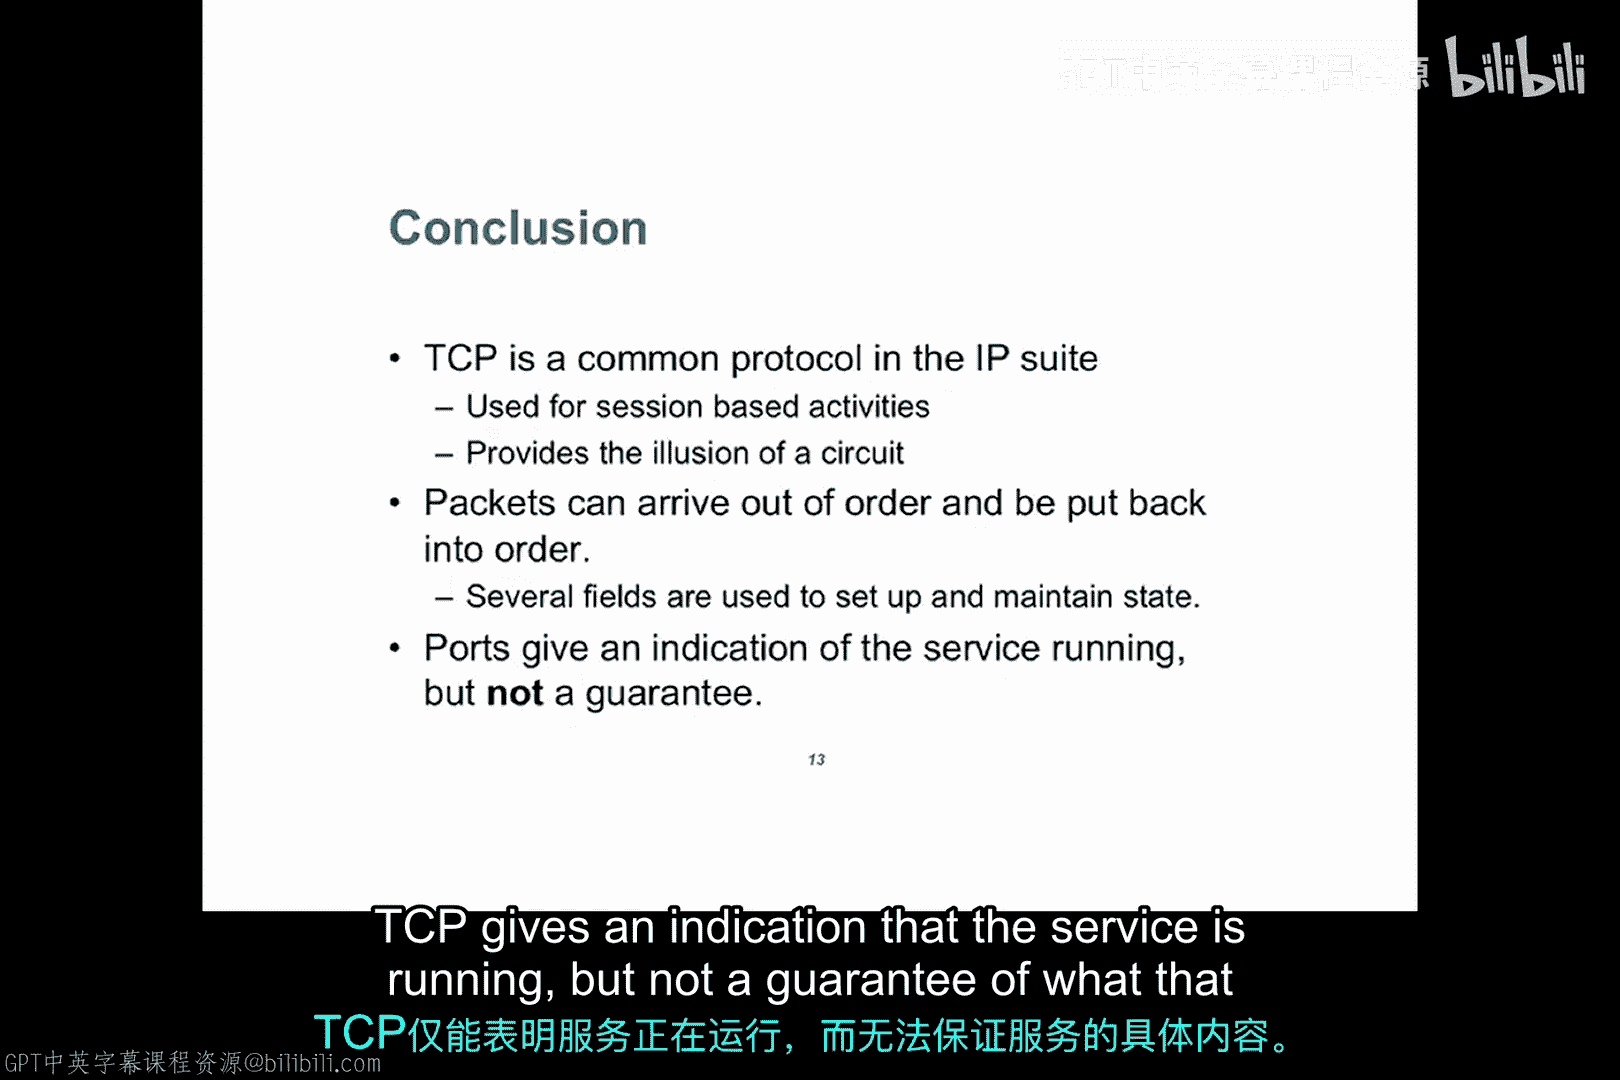 bilibili
Conclusion
• TCP is a common protocol in the IP suite
– Used for session based activities
– Provides the illusion of a circuit
• Packets can arrive out of order and be put back
into order.
– Several fields are used to set up and maintain state.
• Ports give an indication of the service running,
but not a guarantee.
13
TCP gives an indication that the service is
running, but not a guarantee of what that
TCP仅能表明服务正在运行，而无法保证服务的具体内容。
GPT中英字幕课程资源@bilibili.com